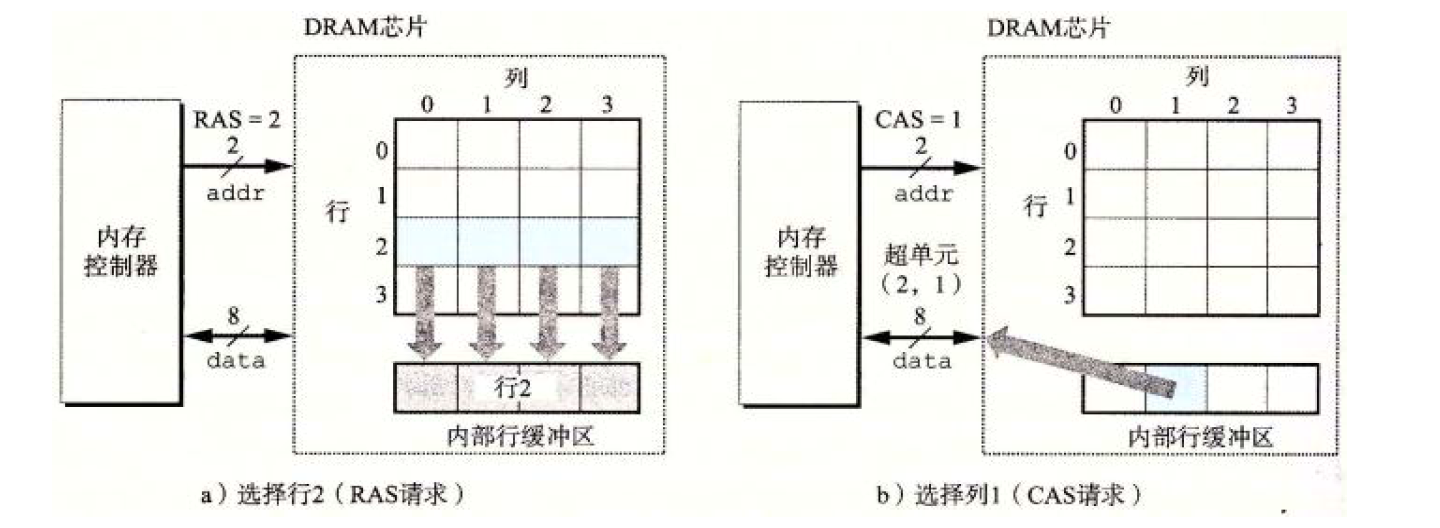 DRAM芯片
列
0 1 2 3
RAS = 2
2
addr
内存
控制器
8
data
行
0
1
2
3
行2
内部行缓冲区
a）选择行2（RAS请求）
DRAM芯片
列
0 1 2 3
CAS = 1
2
addr
内存
控制器
超单元
（2，1）
8
data
行
0
1
2
3
内部行缓冲区
b）选择列1（CAS请求）